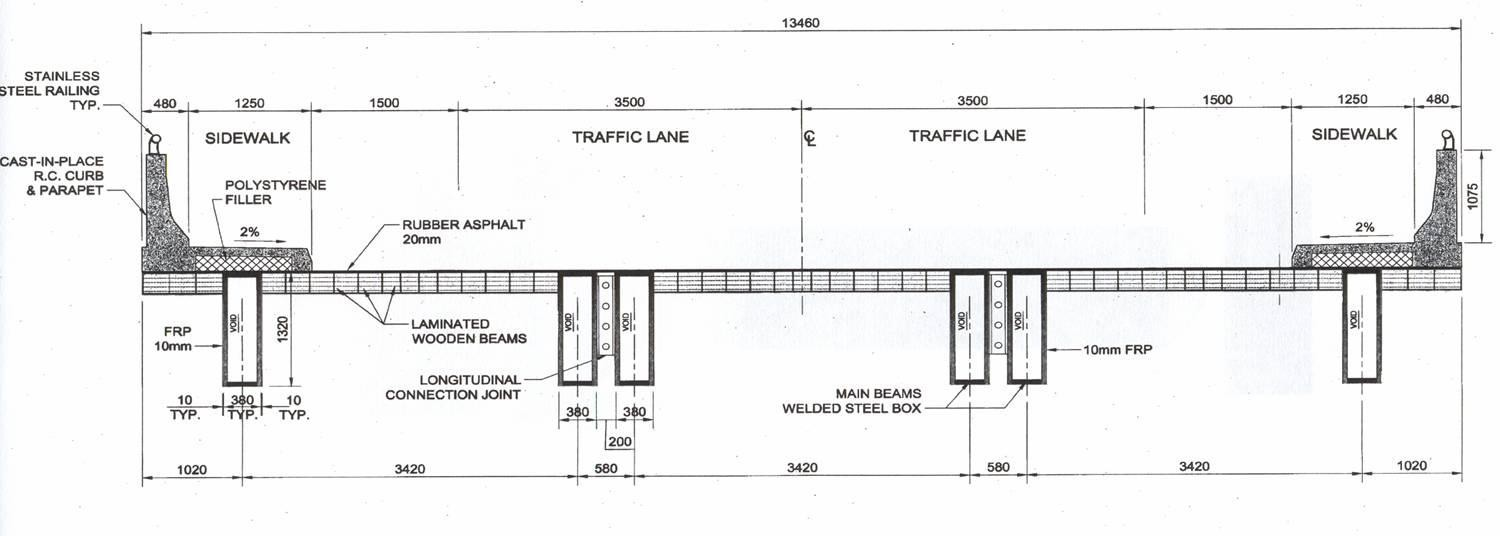 13460
STAINLESS
STEEL RAILING
TYP.
480
1250
1500
3500
3500
1500
1250
480
SIDEWALK
TRAFFIC LANE
℄
TRAFFIC LANE
SIDEWALK
CAST-IN-PLACE
R.C. CURB
& PARAPET
POLYSTYRENE
FILLER
2%
RUBBER ASPHALT
20mm
2%
1075
FRP
10mm
VOID
1320
LAMINATED
WOODEN BEAMS
VOID
VOID
VOID
VOID
VOID
10mm FRP
LONGITUDINAL
CONNECTION JOINT
MAIN BEAMS
WELDED STEEL BOX
10
TYP.
380
TYP.
10
TYP.
380
380
200
1020
3420
580
3420
580
3420
1020